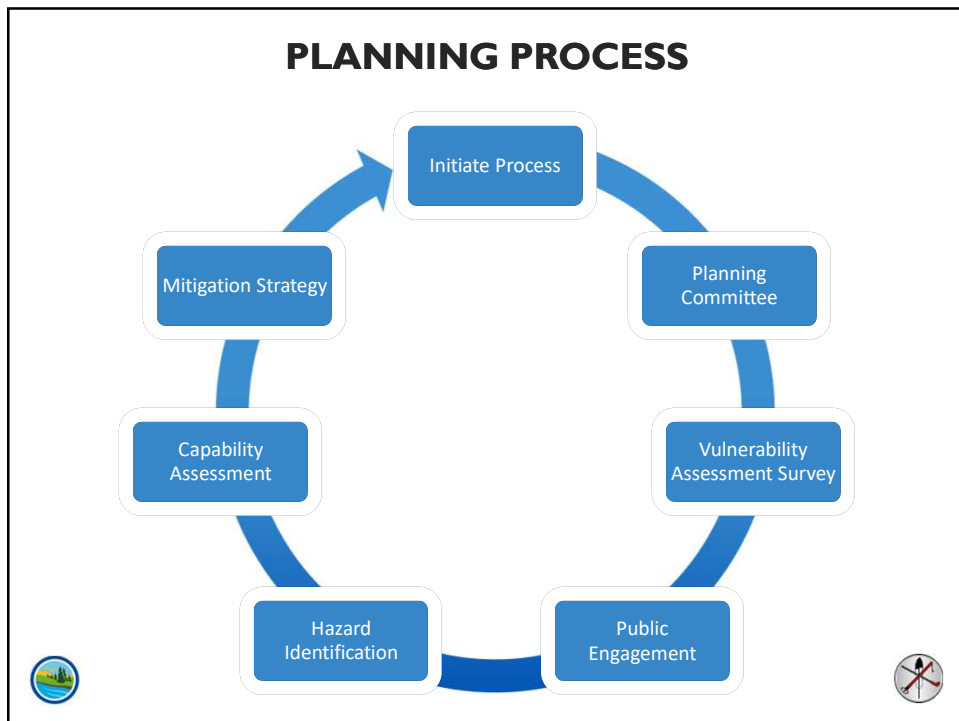 PLANNING PROCESS
Initiate Process
Planning
Committee
Vulnerability
Assessment Survey
Public
Engagement
Hazard
Identification
Capability
Assessment
Mitigation Strategy